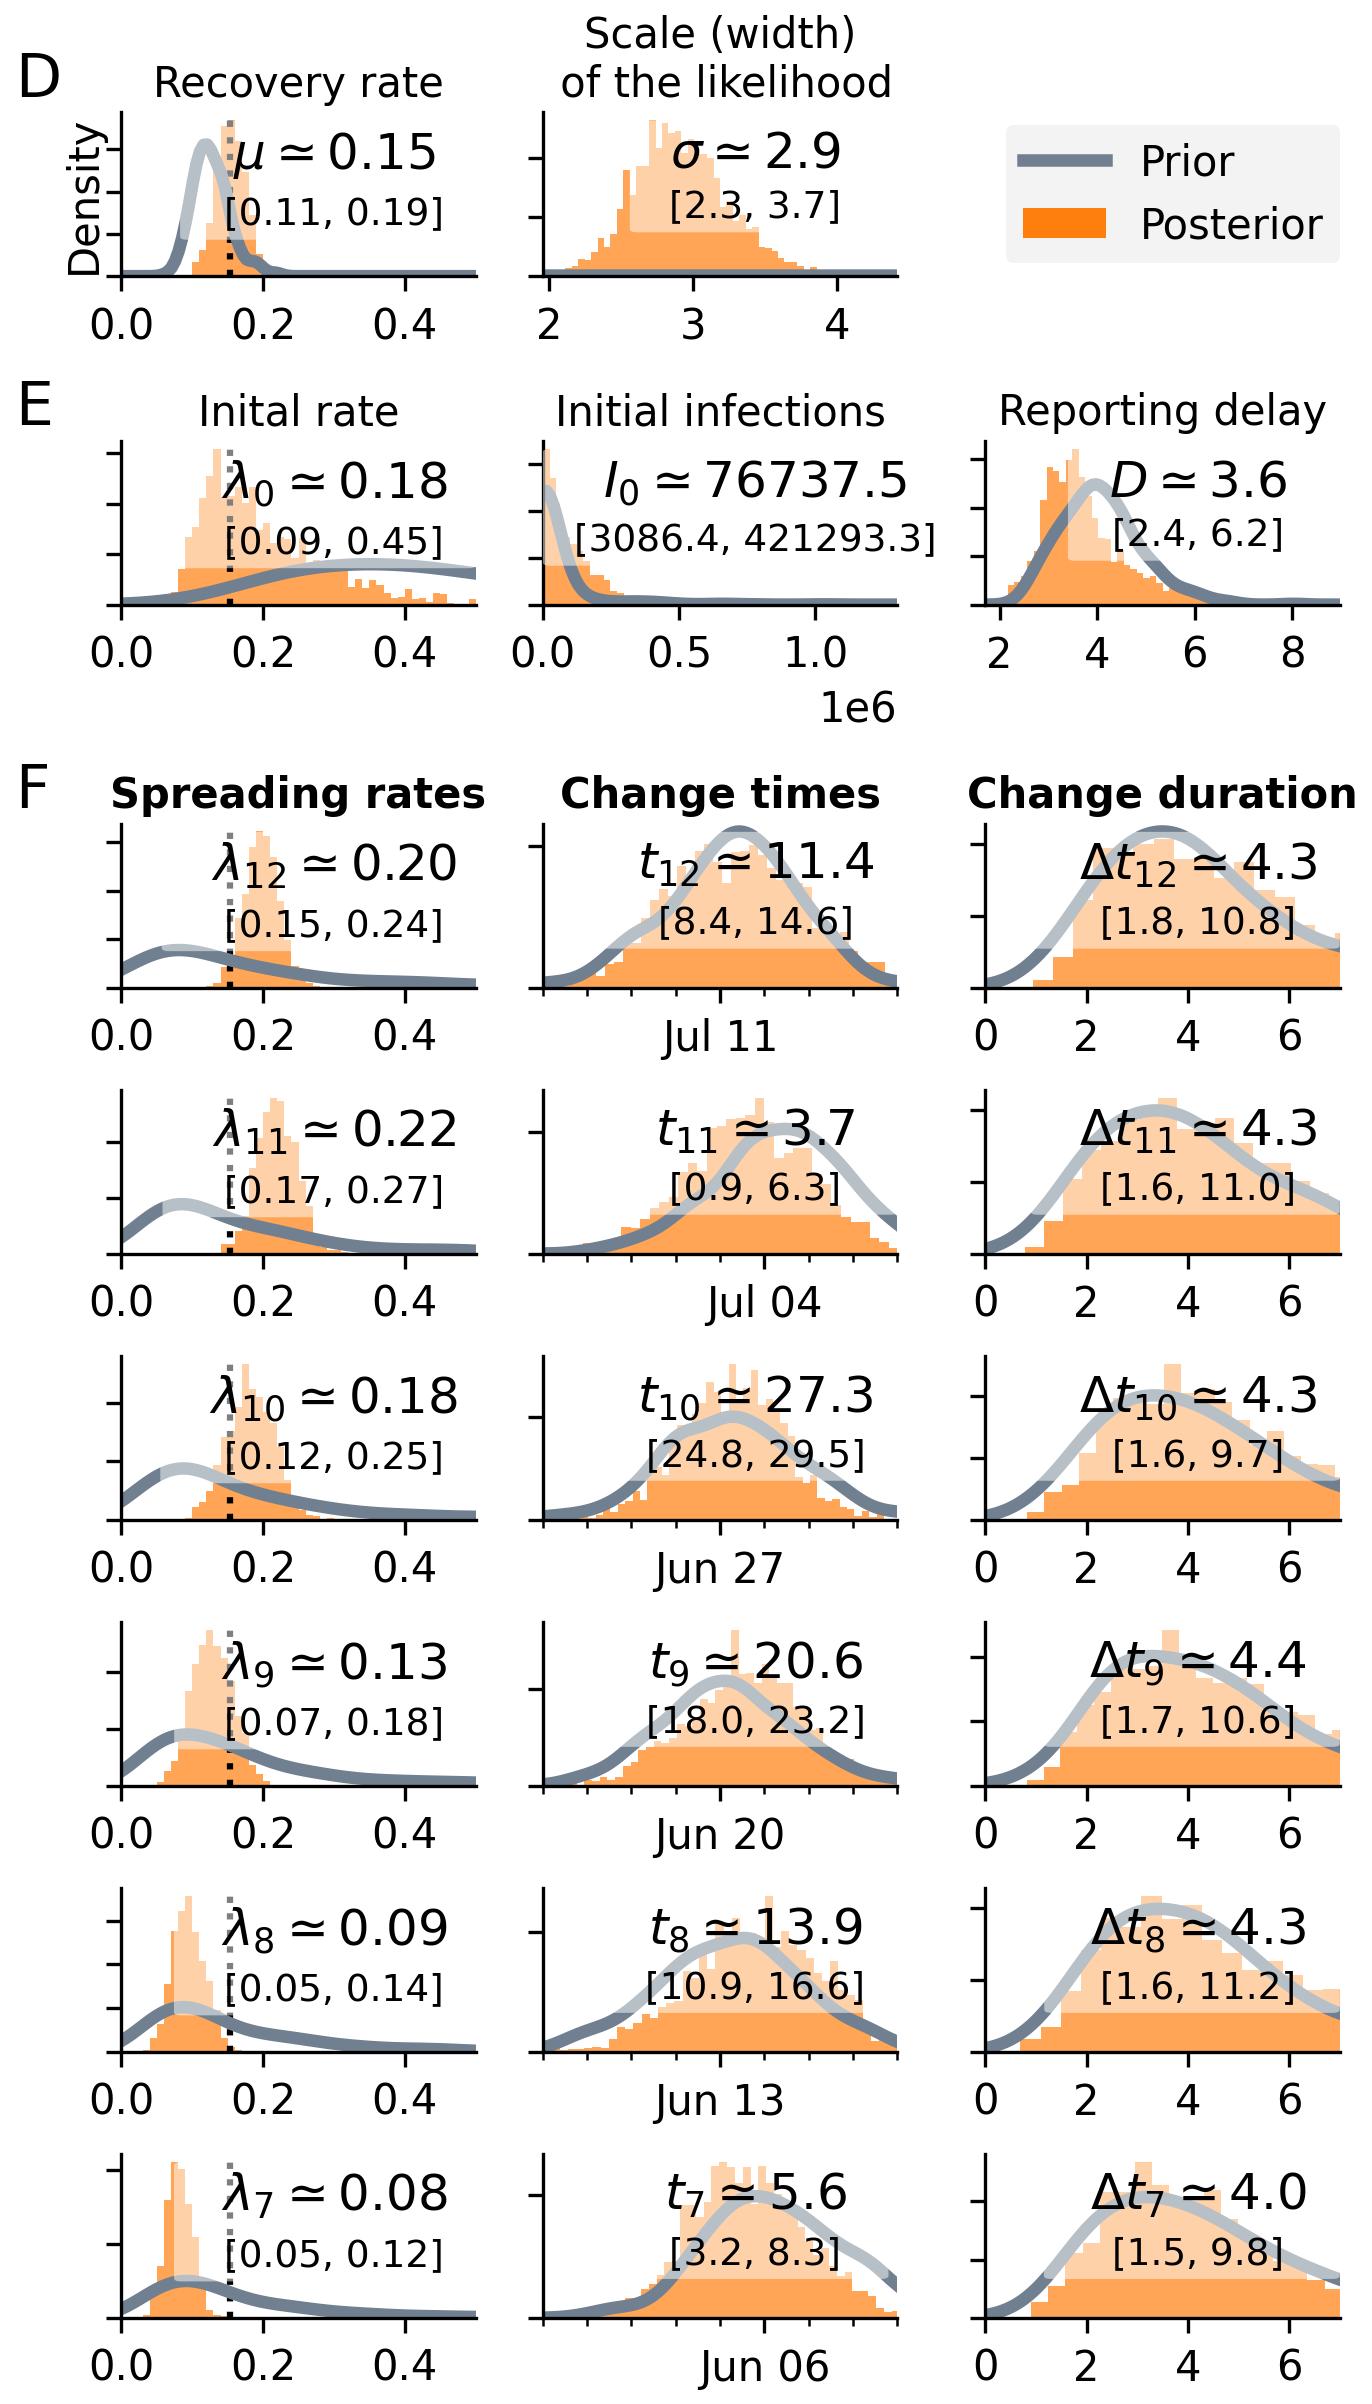 D
Recovery rate
Scale (width)
of the likelihood
Density
μ ≃ 0.15
[0.11, 0.19]
0.0 0.2 0.4
σ ≃ 2.9
[2.3, 3.7]
2 3 4
Prior
Posterior
E
Inital rate
λ0 ≃ 0.18
[0.09, 0.45]
0.0 0.2 0.4
Initial infections
I0 ≃ 76737.5
[3086.4, 421293.3]
0.0 0.5 1.0
1e6
Reporting delay
D ≃ 3.6
[2.4, 6.2]
2 4 6 8
F
Spreading rates
Change times
Change duration
λ12 ≃ 0.20
[0.15, 0.24]
0.0 0.2 0.4
t12 ≃ 11.4
[8.4, 14.6]
Jul 11
Δt12 ≃ 4.3
[1.8, 10.8]
0 2 4 6
λ11 ≃ 0.22
[0.17, 0.27]
0.0 0.2 0.4
t11 ≃ 3.7
[0.9, 6.3]
Jul 04
Δt11 ≃ 4.3
[1.6, 11.0]
0 2 4 6
λ10 ≃ 0.18
[0.12, 0.25]
0.0 0.2 0.4
t10 ≃ 27.3
[24.8, 29.5]
Jun 27
Δt10 ≃ 4.3
[1.6, 9.7]
0 2 4 6
λ9 ≃ 0.13
[0.07, 0.18]
0.0 0.2 0.4
t9 ≃ 20.6
[18.0, 23.2]
Jun 20
Δt9 ≃ 4.4
[1.7, 10.6]
0 2 4 6
λ8 ≃ 0.09
[0.05, 0.14]
0.0 0.2 0.4
t8 ≃ 13.9
[10.9, 16.6]
Jun 13
Δt8 ≃ 4.3
[1.6, 11.2]
0 2 4 6
λ7 ≃ 0.08
[0.05, 0.12]
0.0 0.2 0.4
t7 ≃ 5.6
[3.2, 8.3]
Jun 06
Δt7 ≃ 4.0
[1.5, 9.8]
0 2 4 6